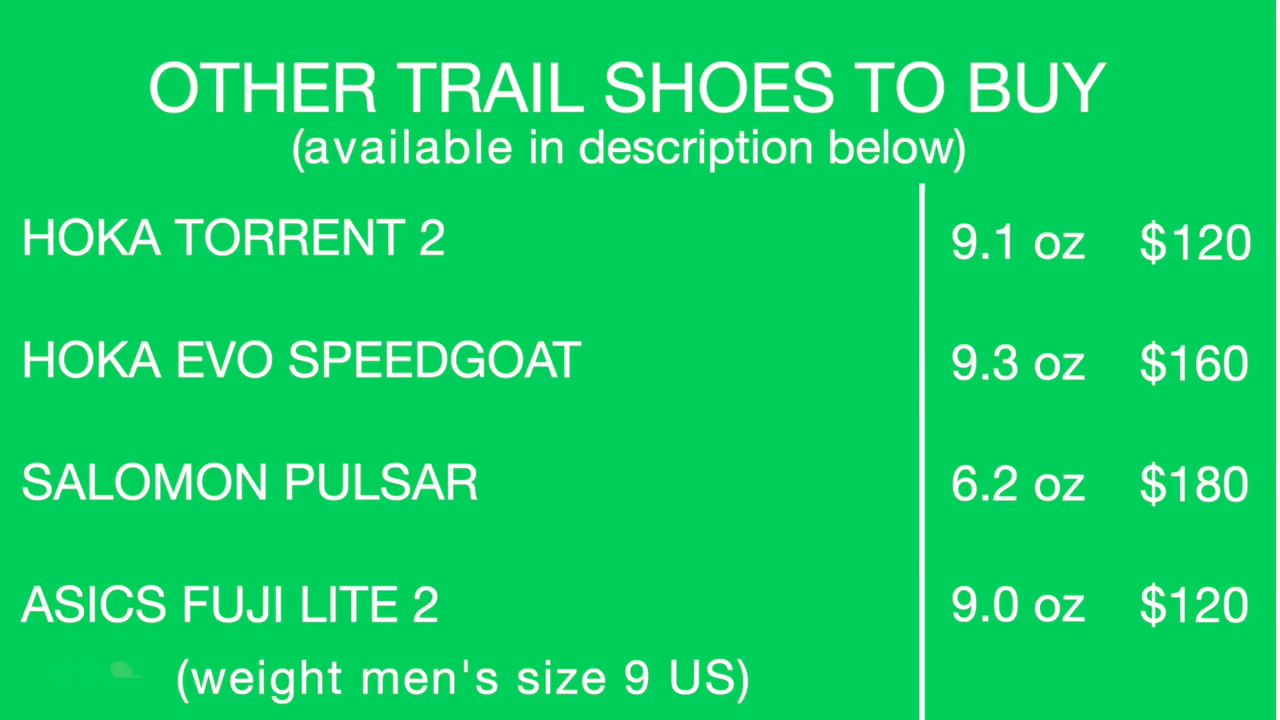 OTHER TRAIL SHOES TO BUY
(available in description below)
HOKA TORRENT 2 9.1 oz $120
HOKA EVO SPEEDGOAT 9.3 oz $160
SALOMON PULSAR 6.2 oz $180
ASICS FUJI LITE 2 9.0 oz $120
(weight men's size 9 US)